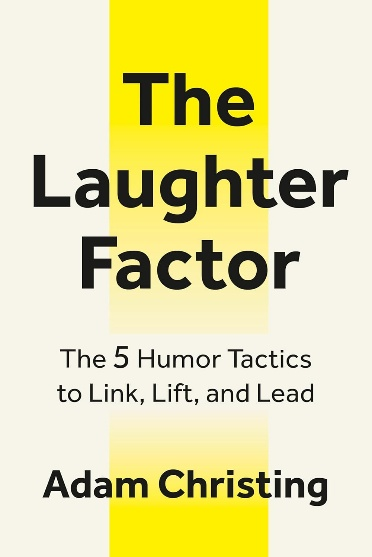 The
Laughter
Factor
The 5 Humor Tactics
to Link, Lift, and Lead
Adam Christing